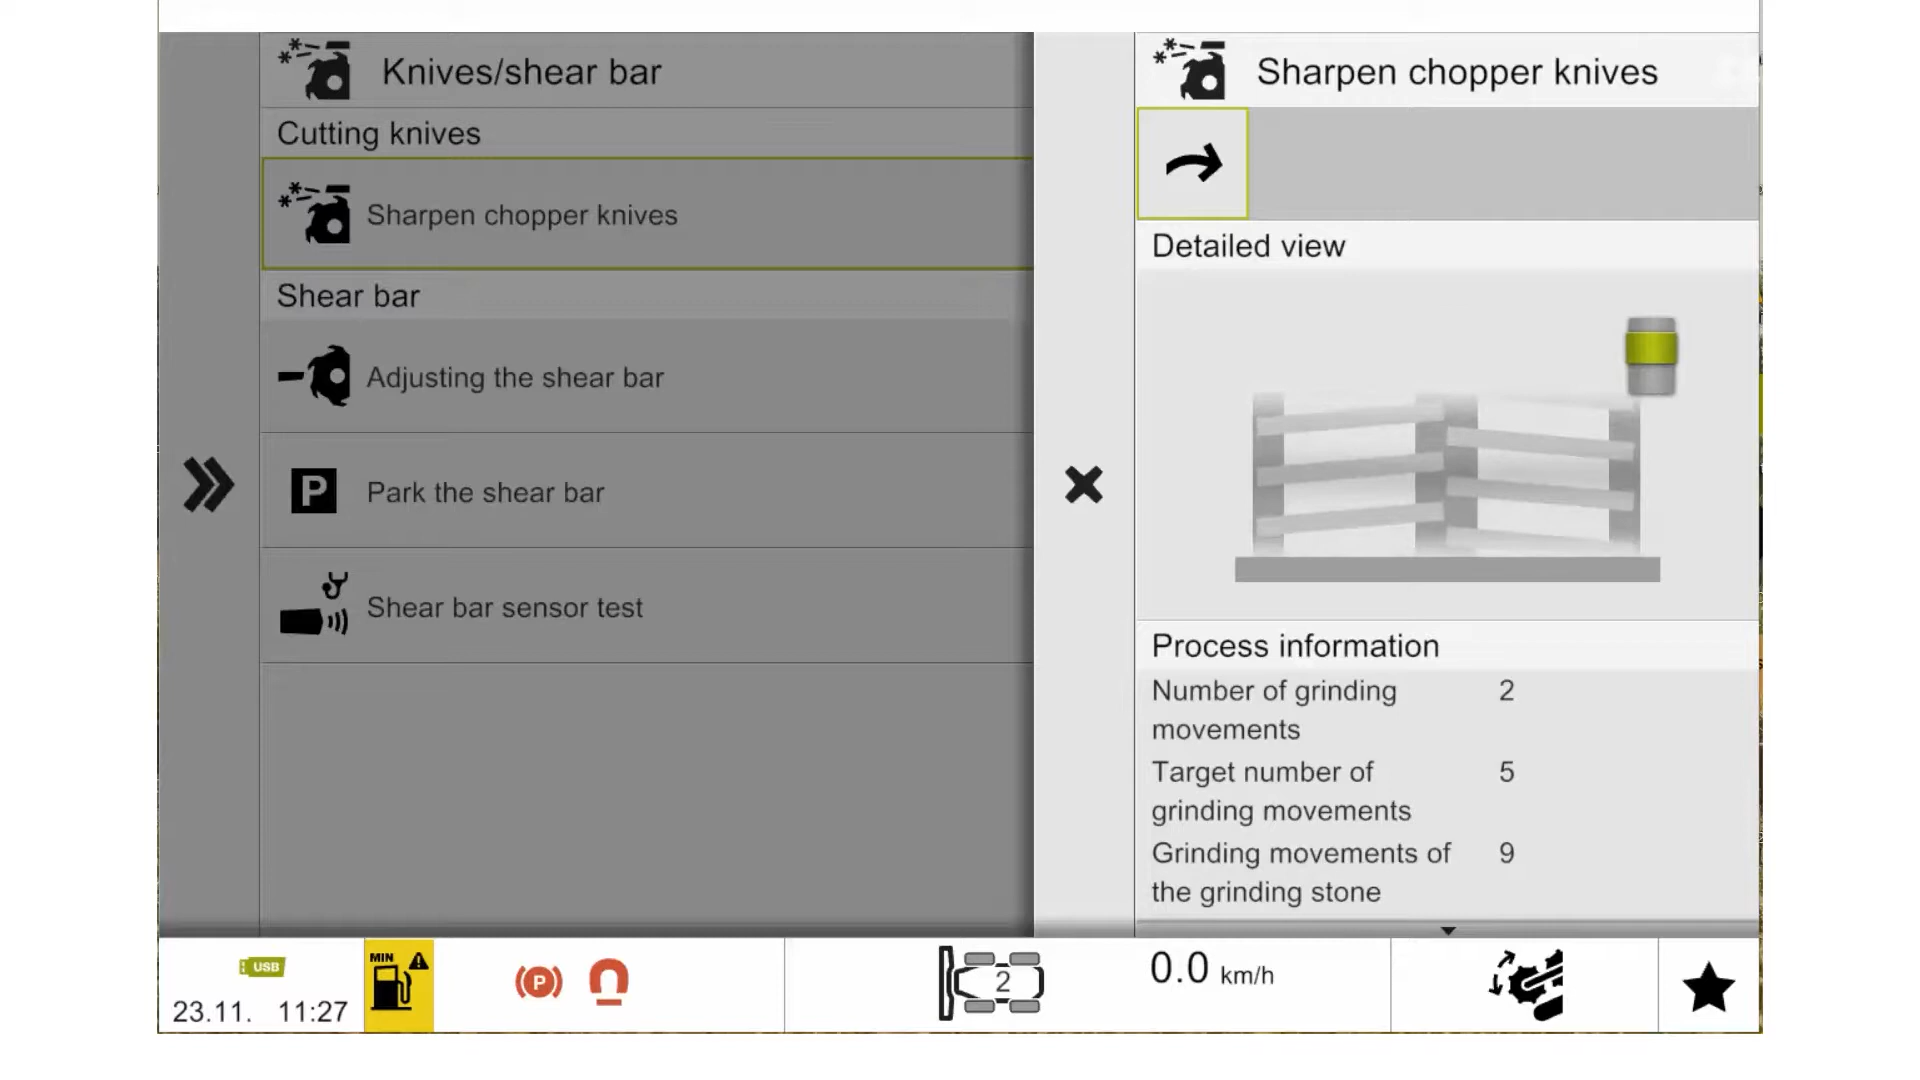 Knives/shear bar
Cutting knives
Sharpen chopper knives
Shear bar
Adjusting the shear bar
P
Park the shear bar
Shear bar sensor test
Sharpen chopper knives
Detailed view
Process information
Number of grinding 2
movements
Target number of 5
grinding movements
Grinding movements of 9
the grinding stone
USB
23.11. 11:27
MIN
P
2
0.0 km/h